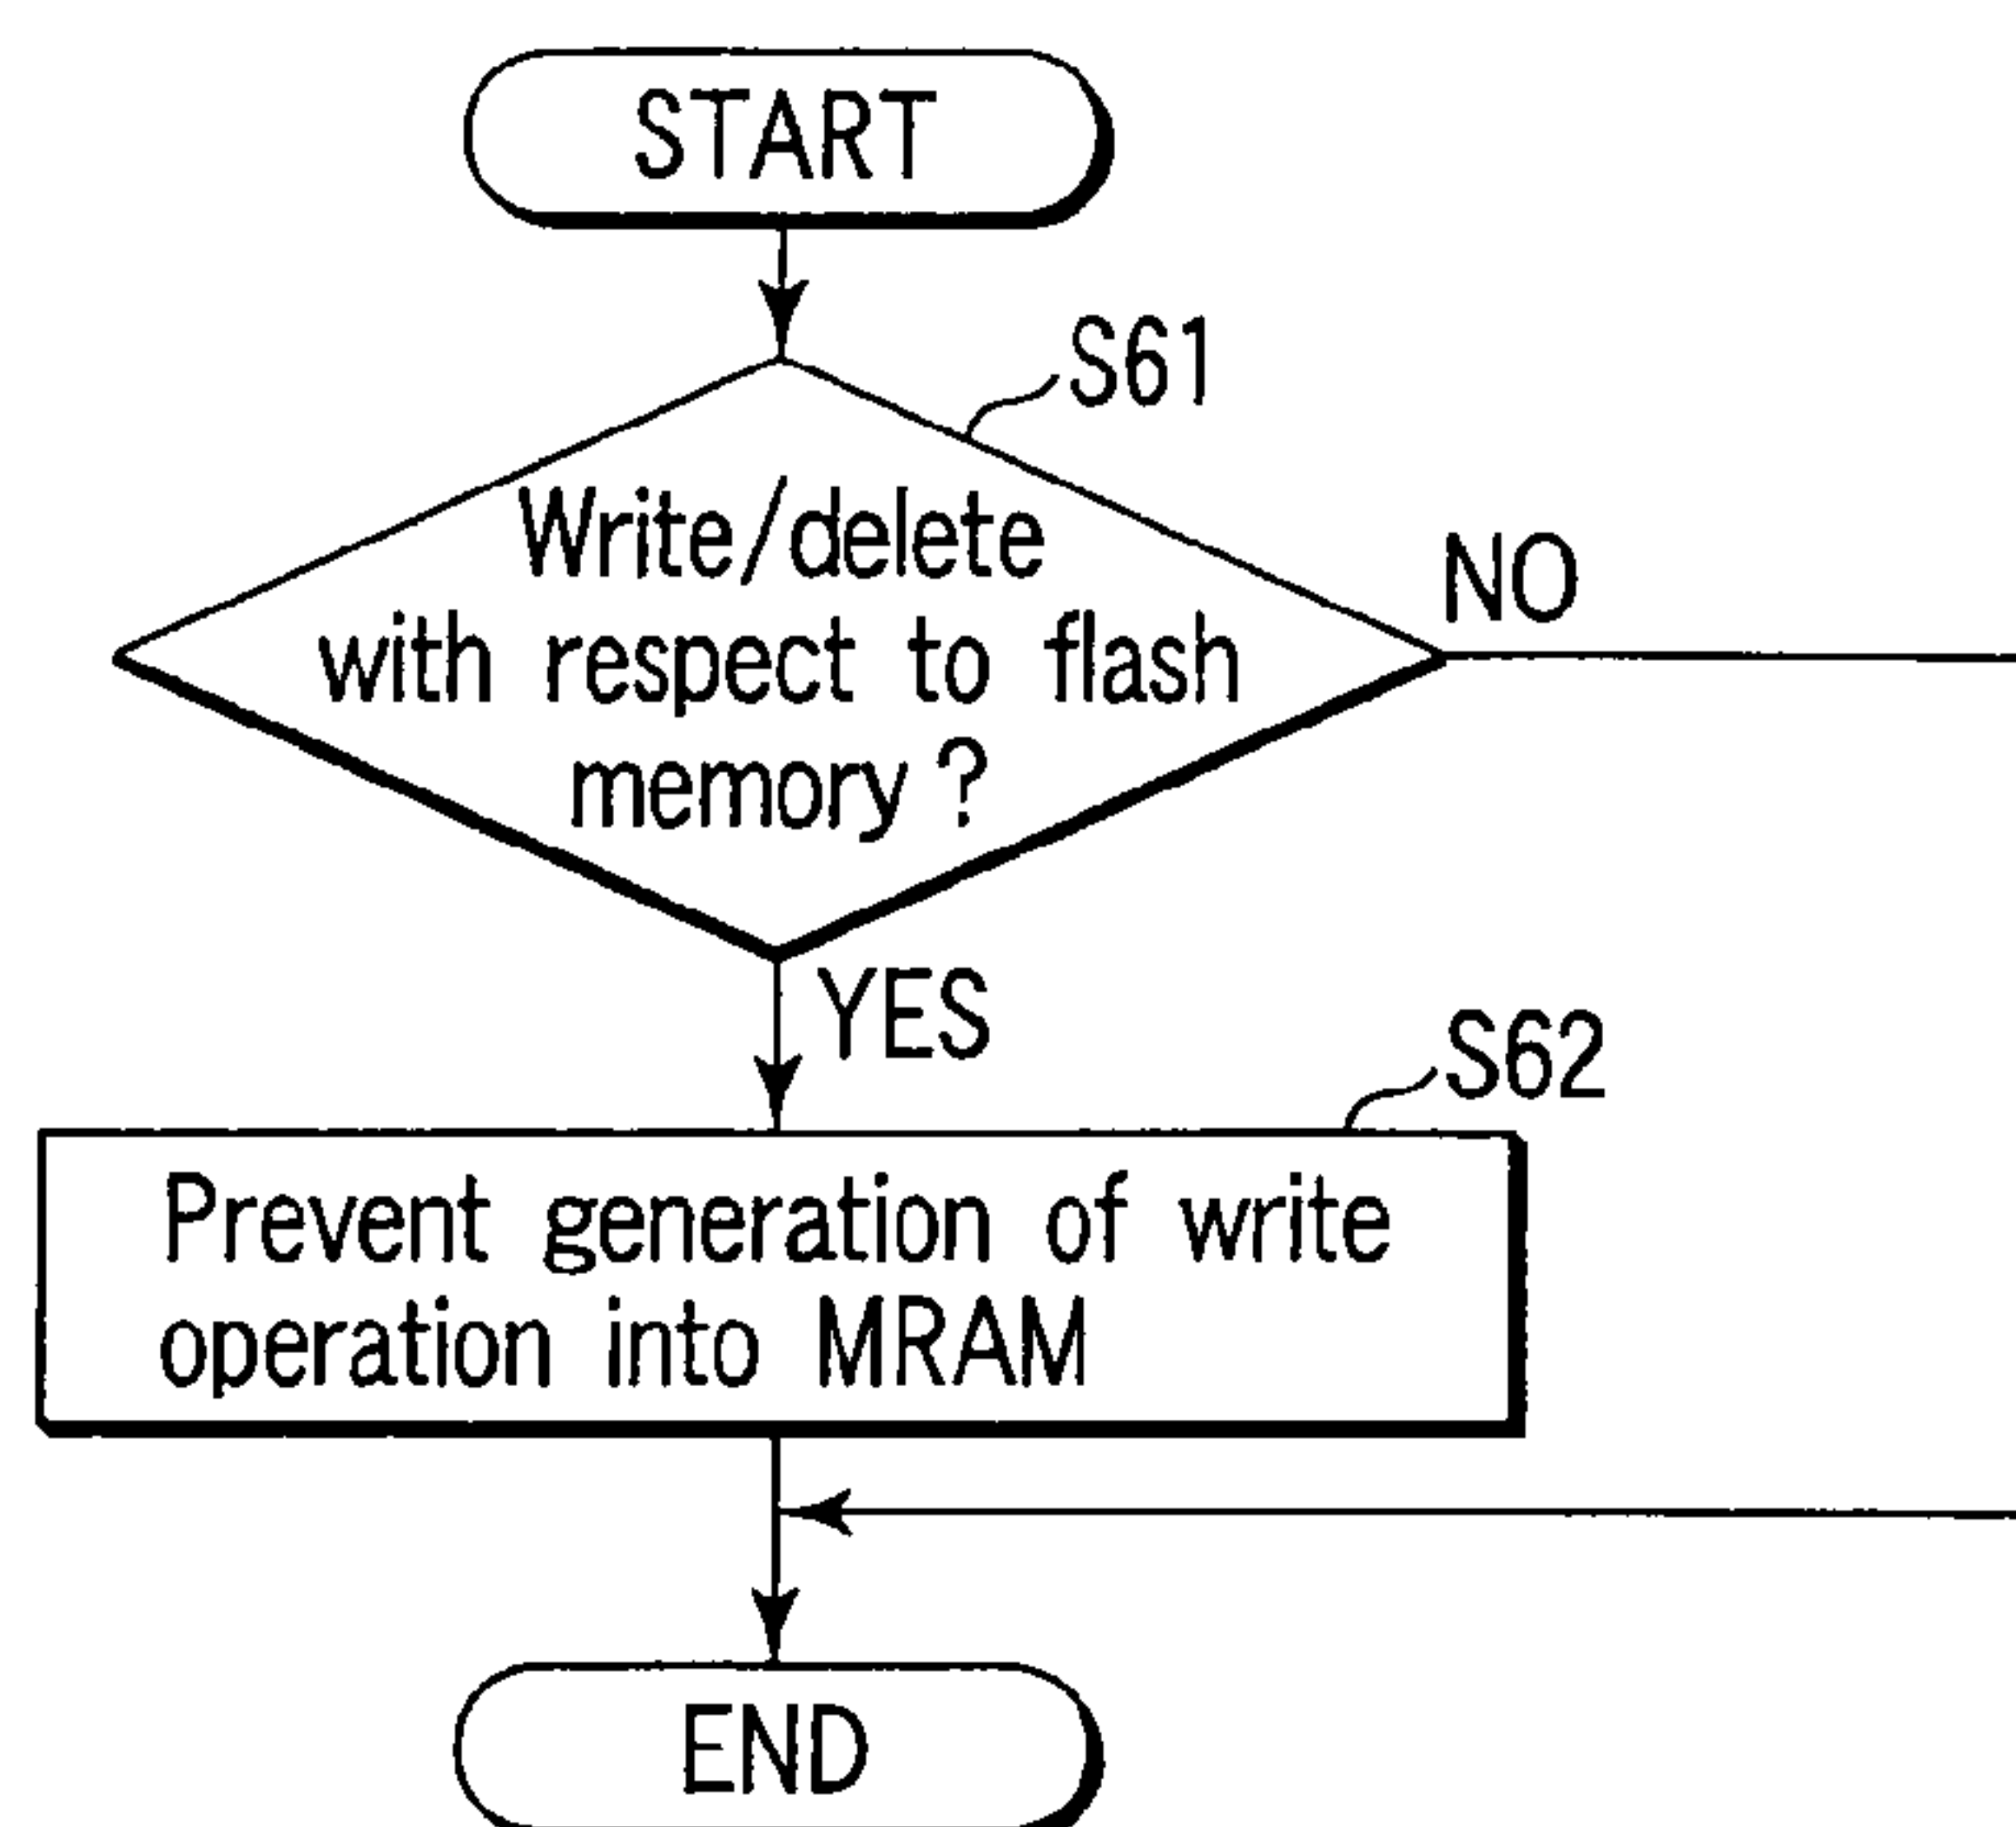 START
S61
Write/delete
with respect to flash
memory ?
NO
YES
S62
Prevent generation of write
operation into MRAM
END